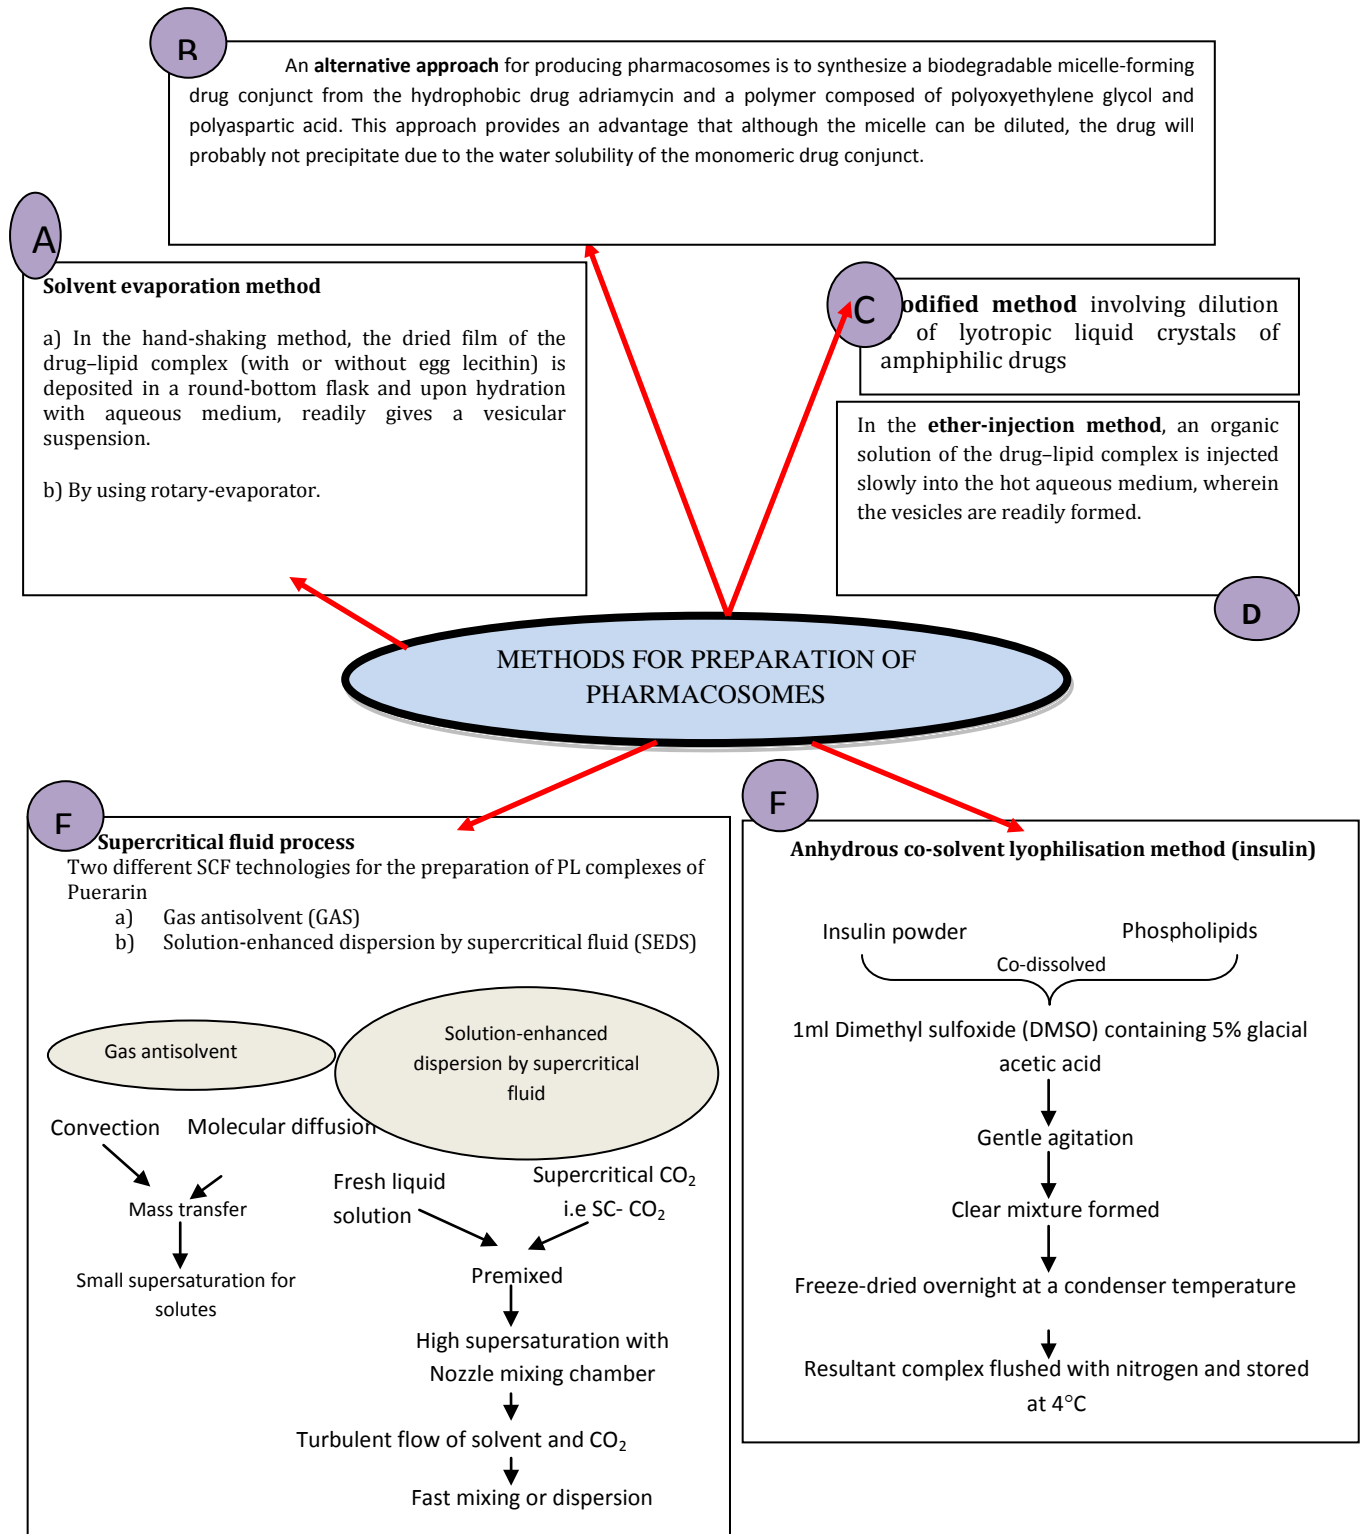 B
An alternative approach for producing pharmacosomes is to synthesize a biodegradable micelle-forming
drug conjunct from the hydrophobic drug adriamycin and a polymer composed of polyoxyethylene glycol and
polyaspartic acid. This approach provides an advantage that although the micelle can be diluted, the drug will
probably not precipitate due to the water solubility of the monomeric drug conjunct.
A
Solvent evaporation method
a) In the hand-shaking method, the dried film of the
drug–lipid complex (with or without egg lecithin) is
deposited in a round-bottom flask and upon hydration
with aqueous medium, readily gives a vesicular
suspension.
b) By using rotary-evaporator.
C
odified method involving dilution
of lyotropic liquid crystals of
amphiphilic drugs
In the ether-injection method, an organic
solution of the drug–lipid complex is injected
slowly into the hot aqueous medium, wherein
the vesicles are readily formed.
D
METHODS FOR PREPARATION OF
PHARMACOSOMES
Supercritical fluid process
Two different SCF technologies for the preparation of PL complexes of
Puerarin
a) Gas antisolvent (GAS)
b) Solution-enhanced dispersion by supercritical fluid (SEDS)
Gas antisolvent
Solution-enhanced
dispersion by supercritical
fluid
Convection
Molecular diffusion
Mass transfer
Small supersaturation for
solutes
Fresh liquid
solution
Supercritical CO₂
i.e SC- CO₂
Premixed
High supersaturation with
Nozzle mixing chamber
Turbulent flow of solvent and CO₂
Fast mixing or dispersion
Anhydrous co-solvent lyophilisation method (insulin)
Insulin powder
Phospholipids
Co-dissolved
1ml Dimethyl sulfoxide (DMSO) containing 5% glacial
acetic acid
Gentle agitation
Clear mixture formed
Freeze-dried overnight at a condenser temperature
Resultant complex flushed with nitrogen and stored
at 4°C